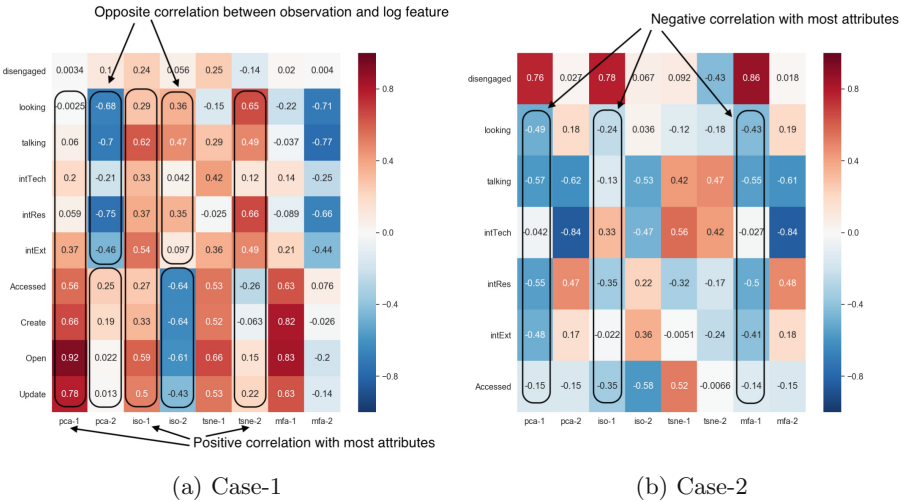 Opposite correlation between observation and log feature
disengaged 0.0034 0.1 0.24 0.056 0.25 -0.14 0.02 0.004
looking -0.0025 -0.68 0.29 0.36 -0.15 0.65 -0.22 -0.71
talking 0.06 -0.7 0.62 0.47 0.29 0.49 -0.037 -0.77
intTech 0.2 -0.21 0.33 0.042 0.42 0.12 0.14 -0.25
intRes 0.059 -0.75 0.37 0.35 -0.025 0.66 -0.089 -0.66
intExt 0.37 -0.46 0.54 0.097 0.36 0.49 0.21 -0.44
Accessed 0.56 0.25 0.27 -0.64 0.53 -0.26 0.63 0.076
Create 0.66 0.19 0.33 -0.64 0.52 -0.063 0.82 -0.026
Open 0.92 0.022 0.59 -0.61 0.66 0.15 0.83 -0.2
Update 0.78 0.013 0.5 -0.43 0.53 0.22 0.63 -0.14
pca-1 pca-2 iso-1 iso-2 tsne-1 tsne-2 mfa-1 mfa-2
0.8
0.4
0.0
-0.4
-0.8
Positive correlation with most attributes
(a) Case-1
Negative correlation with most attributes
disengaged 0.76 0.027 0.78 0.067 0.092 -0.43 0.86 0.018
looking -0.49 0.18 -0.24 0.036 -0.12 -0.18 -0.43 0.19
talking -0.57 -0.62 -0.13 -0.53 0.42 0.47 -0.55 -0.61
intTech -0.042 -0.84 0.33 -0.47 0.56 0.42 -0.027 -0.84
intRes -0.55 0.47 -0.35 0.22 -0.32 -0.17 -0.5 0.48
intExt -0.48 0.17 -0.022 0.36 -0.0051 -0.24 -0.41 0.18
Accessed -0.15 -0.15 -0.35 -0.58 0.52 -0.0066 -0.14 -0.15
pca-1 pca-2 iso-1 iso-2 tsne-1 tsne-2 mfa-1 mfa-2
0.8
0.4
0.0
-0.4
-0.8
(b) Case-2